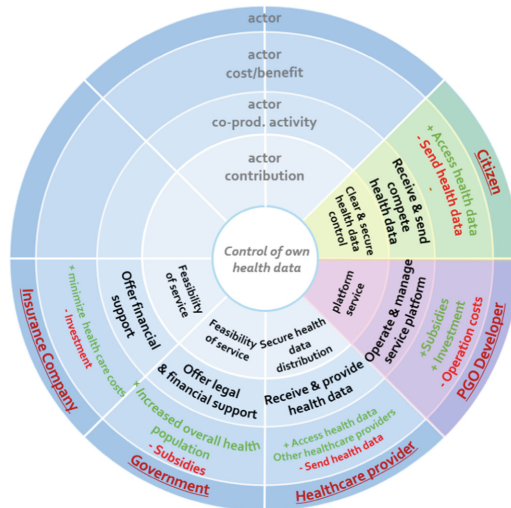 actor
actor
cost/benefit
actor
co-prod. activity
actor
contribution
Control of own
health data
Citizen
+ Access health data
- Send health data
-
Receive & send
compete
health data
Clear & secure
health data
control
PGO Developer
+Subsidies
+ Investment
- Operation costs
Operate & manage
service platform
platform
service
Healthcare provider
+ Access health data
Other healthcare providers
- Send health data
Receive & provide
health data
Secure health
data
distribution
Government
+ Increased overall health
population
- Subsidies
Offer legal
& financial support
Feasibility
of service
Insurance Company
+ minimize health care costs
- Investment
Offer financial
support
Feasibility
of service